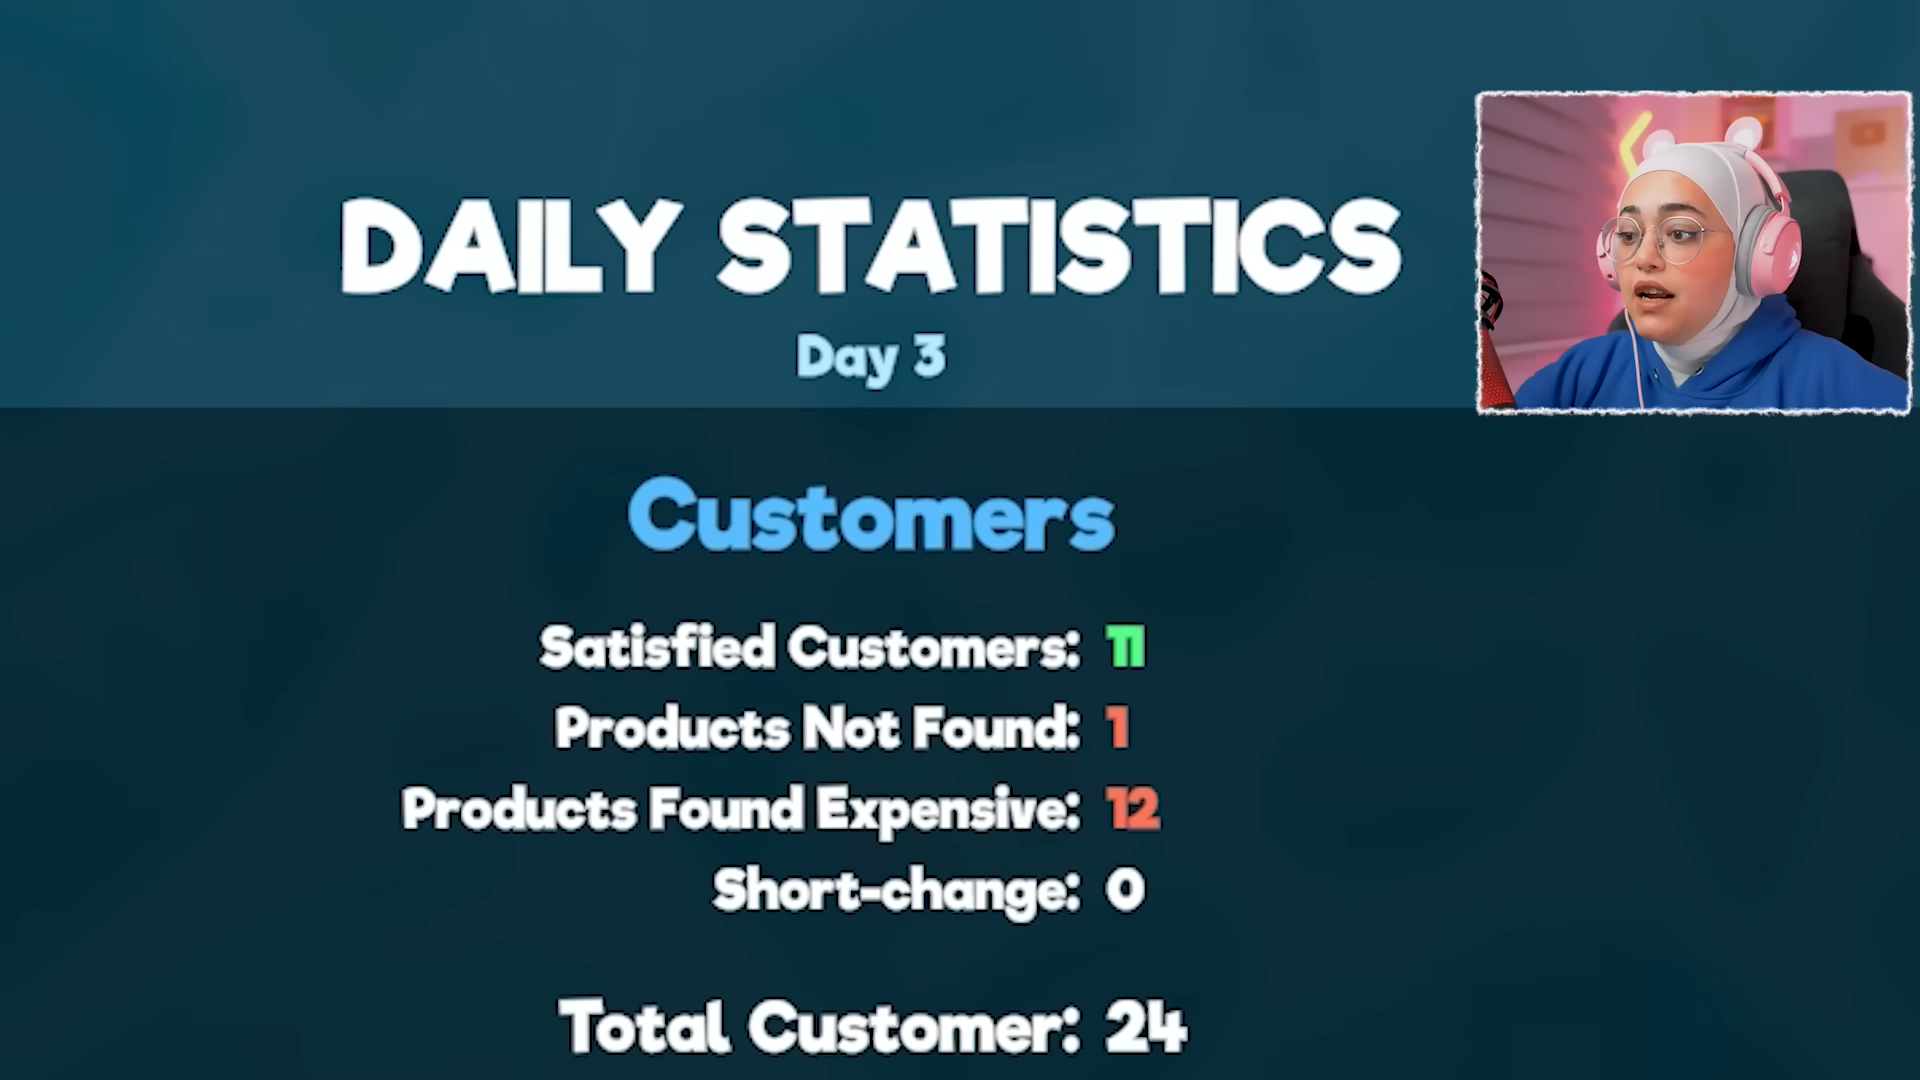 DAILY STATISTICS
Day 3
Customers
Satisfied Customers: 11
Products Not Found: 1
Products Found Expensive: 12
Short-change: 0
Total Customer: 24